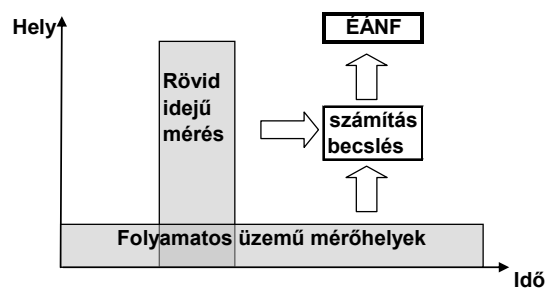 Hely
ÉÁNF
Rövid
idejű
mérés
számítás
becslés
Folyamatos üzemű mérőhelyek
Idő